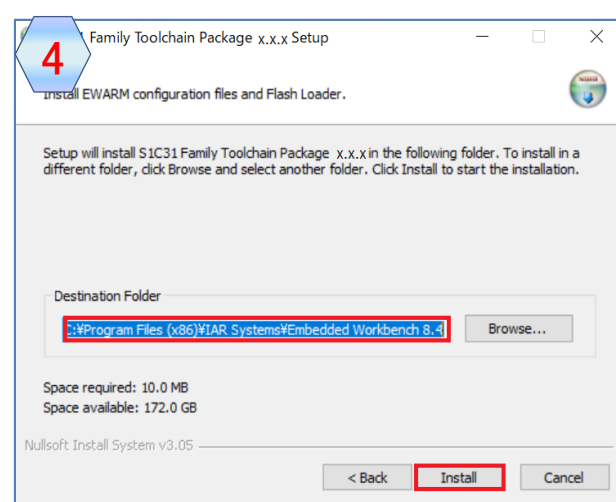 Family Toolchain Package x.x.x Setup
4
Install EWARM configuration files and Flash Loader.
Setup will install S1C31 Family Toolchain Package x.x.x in the following folder. To install in a
different folder, click Browse and select another folder. Click Install to start the installation.
Destination Folder
C:¥Program Files (x86)¥IAR Systems¥Embedded Workbench 8.4
Browse...
Space required: 10.0 MB
Space available: 172.0 GB
Nullsoft Install System v3.05
< Back
Install
Cancel